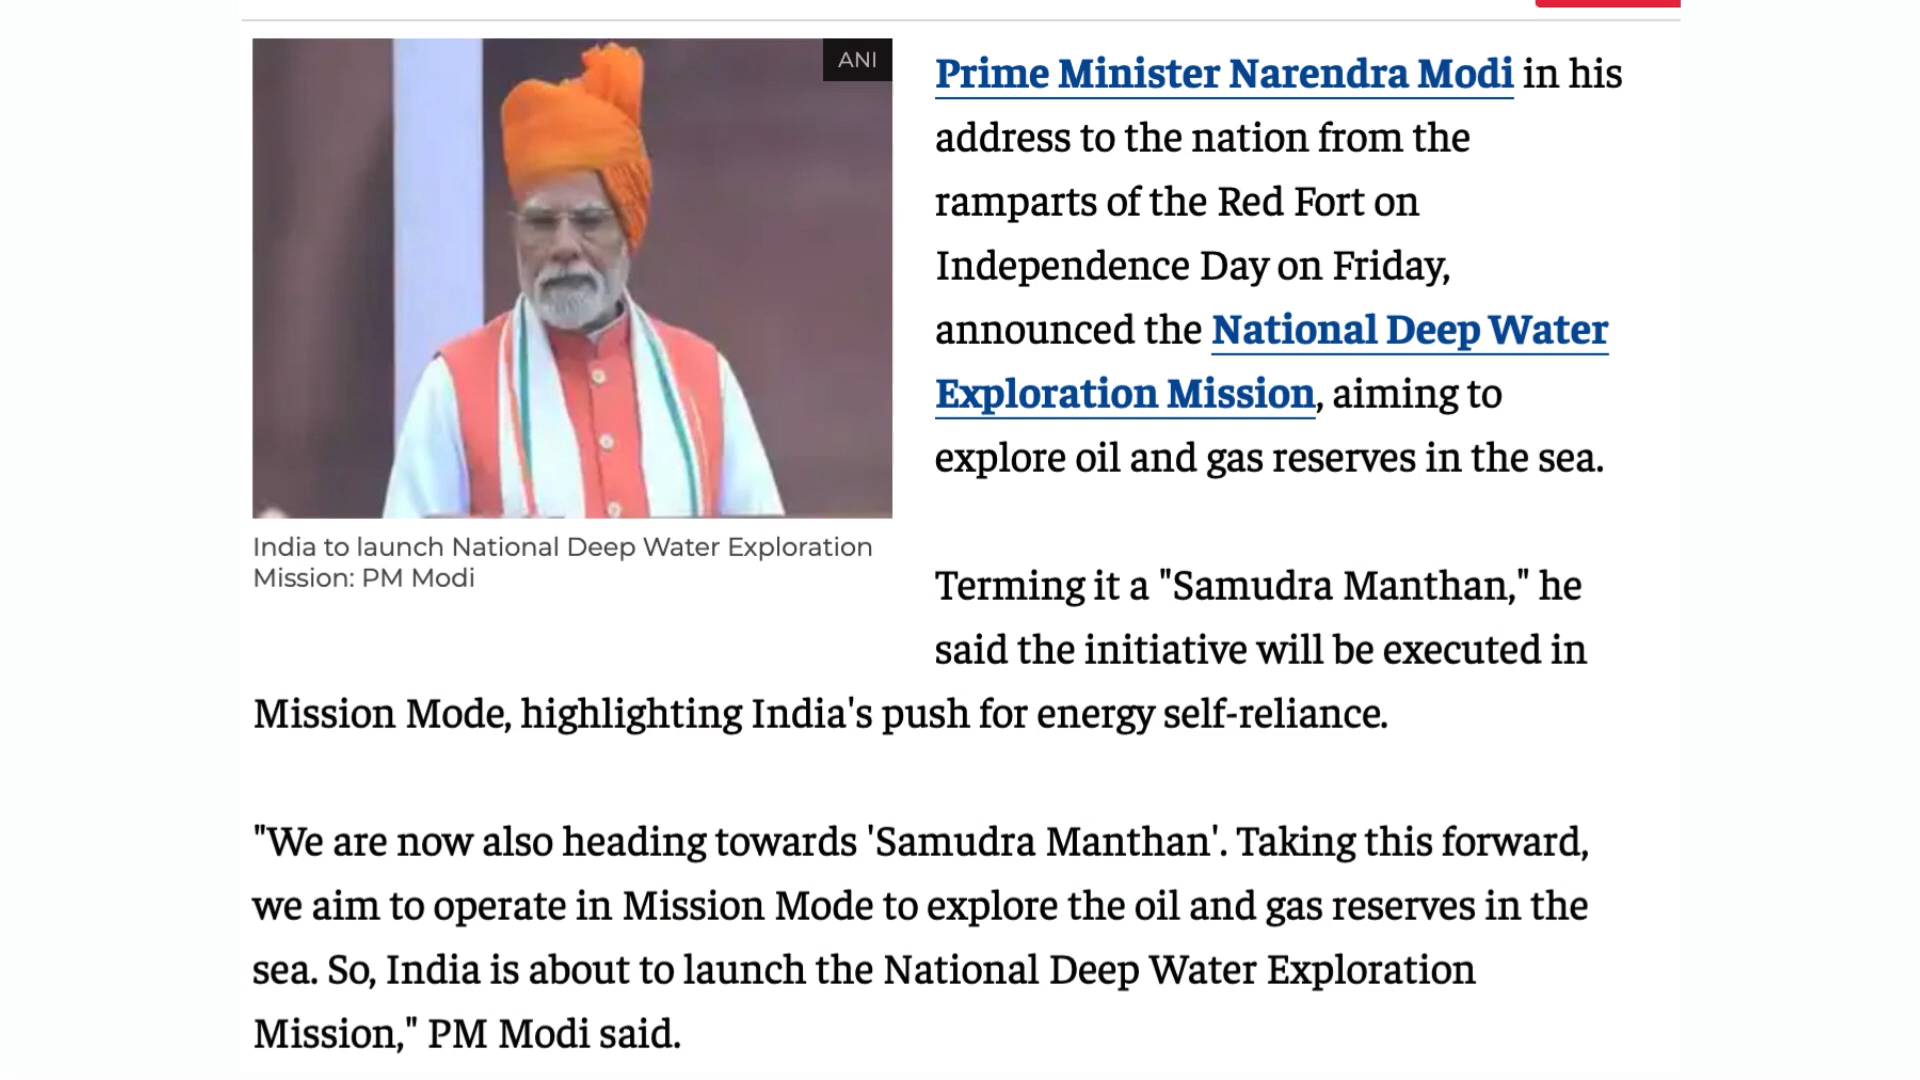 ANI
India to launch National Deep Water Exploration
Mission: PM Modi
Prime Minister Narendra Modi in his
address to the nation from the
ramparts of the Red Fort on
Independence Day on Friday,
announced the National Deep Water
Exploration Mission, aiming to
explore oil and gas reserves in the sea.
Terming it a "Samudra Manthan," he
said the initiative will be executed in
Mission Mode, highlighting India's push for energy self-reliance.
"We are now also heading towards 'Samudra Manthan'. Taking this forward,
we aim to operate in Mission Mode to explore the oil and gas reserves in the
sea. So, India is about to launch the National Deep Water Exploration
Mission," PM Modi said.